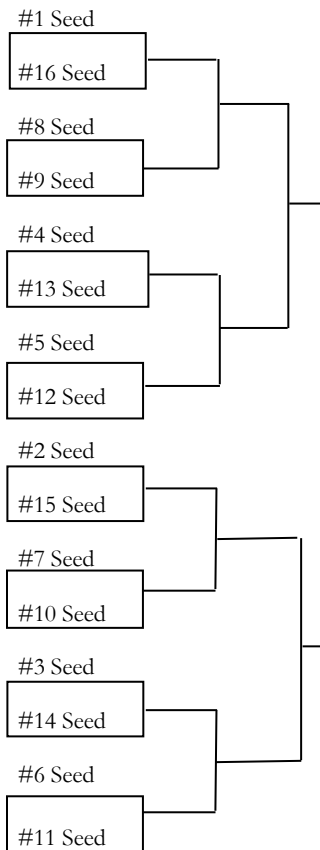 #1 Seed
#16 Seed
#8 Seed
#9 Seed
#4 Seed
#13 Seed
#5 Seed
#12 Seed
#2 Seed
#15 Seed
#7 Seed
#10 Seed
#3 Seed
#14 Seed
#6 Seed
#11 Seed